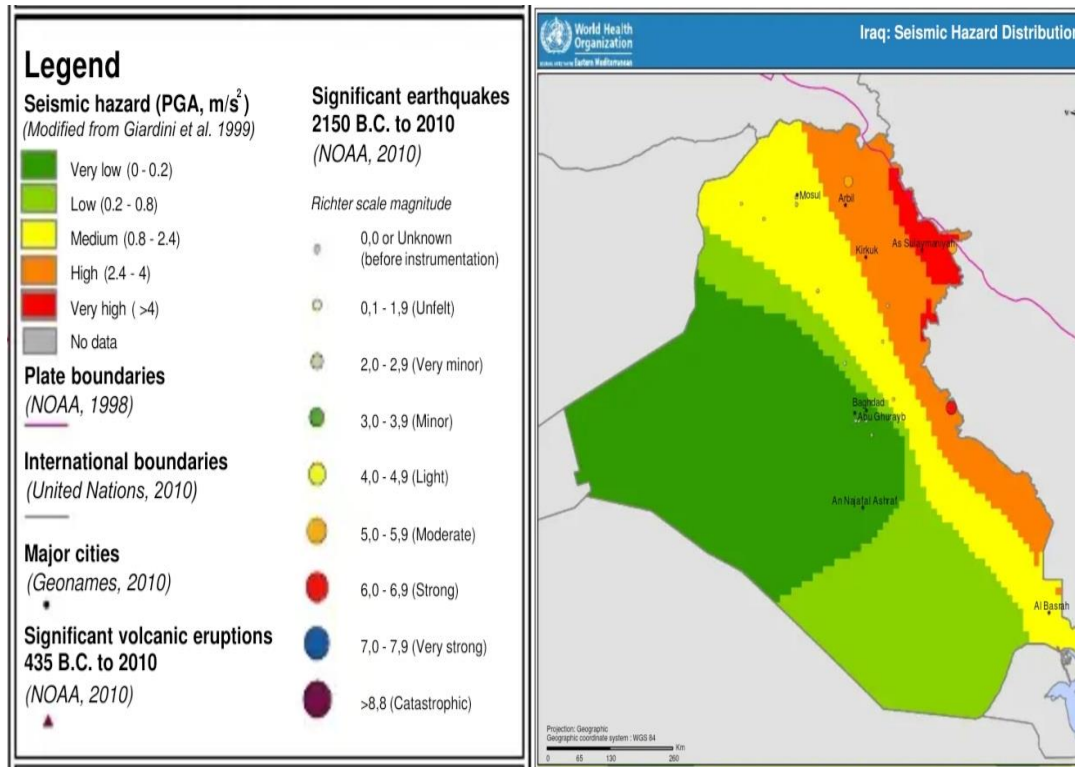 Legend
Seismic hazard (PGA, m/s²)
(Modified from Giardini et al. 1999)
Very low (0 - 0.2)
Low (0.2 - 0.8)
Medium (0.8 - 2.4)
High (2.4 - 4)
Very high ( >4)
No data
Plate boundaries
(NOAA, 1998)
International boundaries
(United Nations, 2010)
Major cities
(Geonames, 2010)
Significant volcanic eruptions
435 B.C. to 2010
(NOAA, 2010)
Significant earthquakes
2150 B.C. to 2010
(NOAA, 2010)
Richter scale magnitude
0,0 or Unknown
(before instrumentation)
0,1 - 1,9 (Unfelt)
2,0 - 2,9 (Very minor)
3,0 - 3,9 (Minor)
4,0 - 4,9 (Light)
5,0 - 5,9 (Moderate)
6,0 - 6,9 (Strong)
7,0 - 7,9 (Very strong)
>8,8 (Catastrophic)
World Health
Organization
Eastern Mediterranean
Iraq: Seismic Hazard Distribution
Mosul
Arbil
As Sulaymaniyah
Kirkuk
Baghdad
Abu Ghurayb
An Najafal Ashraf
Al Basrah
Projection: Geographic
Geographic coordinate system : WGS 84
Km
0 65 130 260